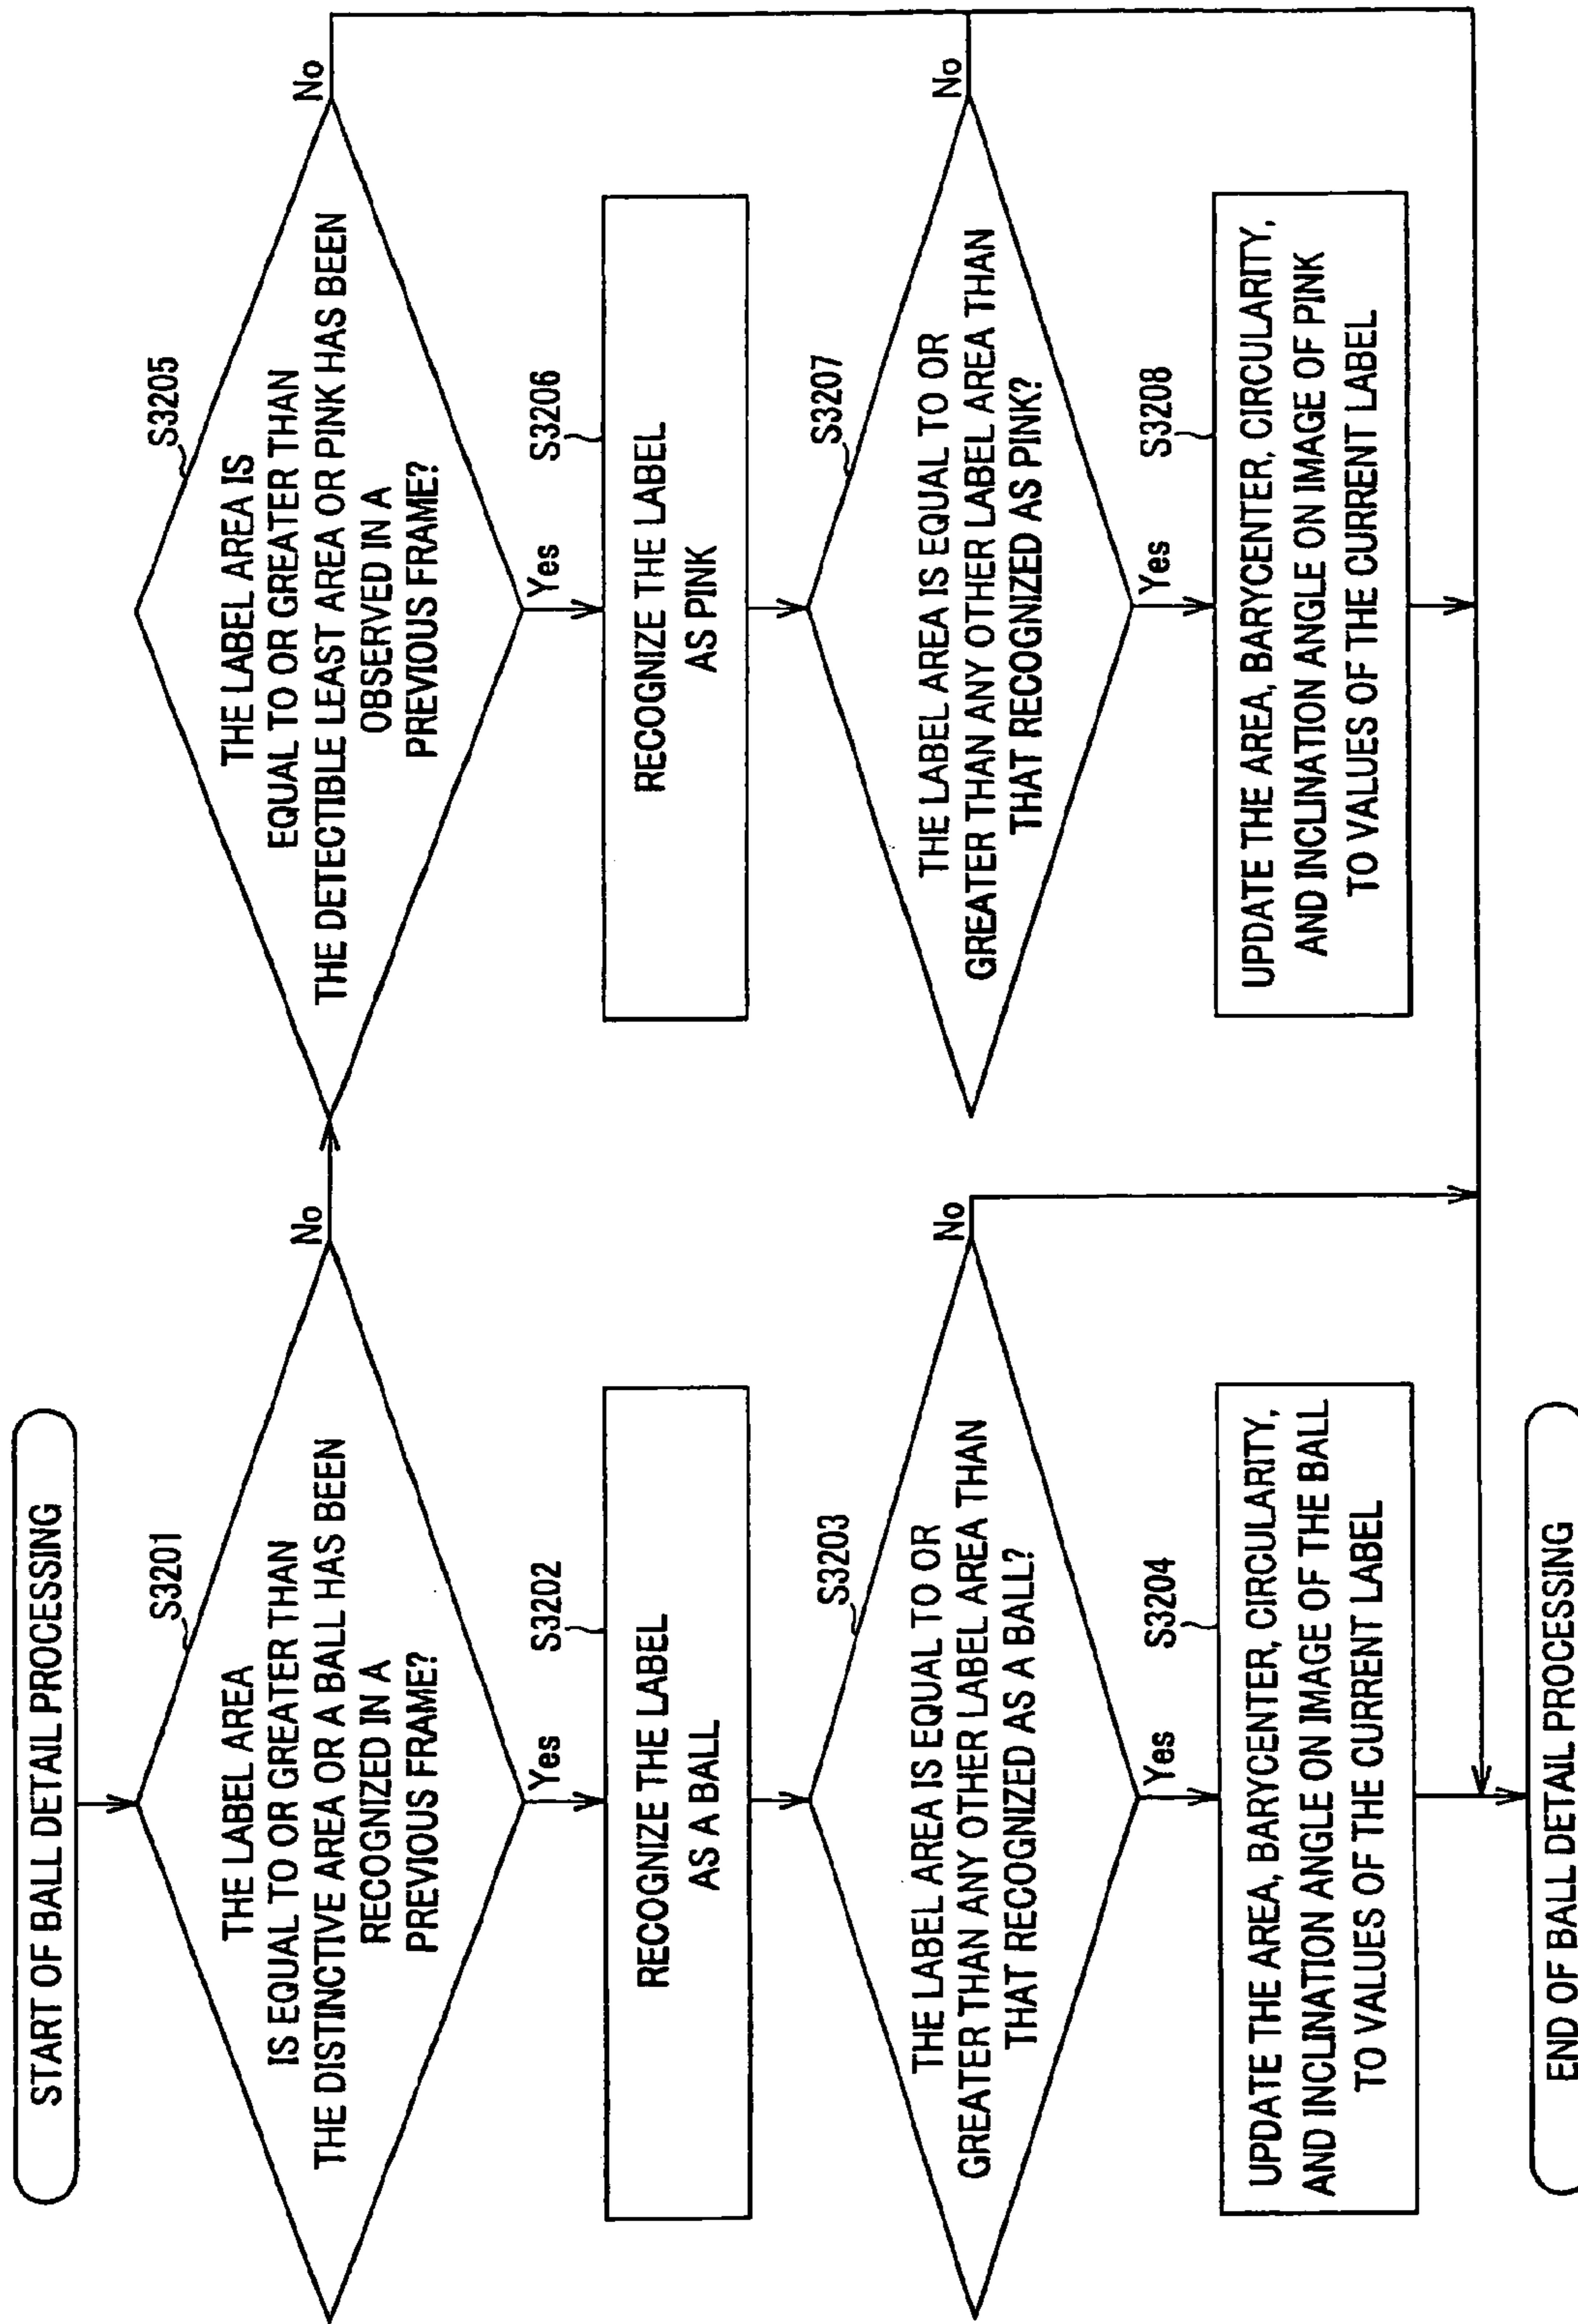 START OF BALL DETAIL PROCESSING
S3201
THE LABEL AREA
IS EQUAL TO OR GREATER THAN
THE DISTINCTIVE AREA OR A BALL HAS BEEN
RECOGNIZED IN A
PREVIOUS FRAME?
No
Yes
S3202
RECOGNIZE THE LABEL
AS A BALL
S3203
THE LABEL AREA IS EQUAL TO OR
GREATER THAN ANY OTHER LABEL AREA THAN
THAT RECOGNIZED AS A BALL?
No
Yes
S3204
UPDATE THE AREA, BARYCENTER, CIRCULARITY,
AND INCLINATION ANGLE ON IMAGE OF THE BALL
TO VALUES OF THE CURRENT LABEL
S3205
THE LABEL AREA IS
EQUAL TO OR GREATER THAN
THE DETECTIBLE LEAST AREA OR PINK HAS BEEN
OBSERVED IN A
PREVIOUS FRAME?
No
Yes
S3206
RECOGNIZE THE LABEL
AS PINK
S3207
THE LABEL AREA IS EQUAL TO OR
GREATER THAN ANY OTHER LABEL AREA THAN
THAT RECOGNIZED AS PINK?
No
Yes
S3208
UPDATE THE AREA, BARYCENTER, CIRCULARITY,
AND INCLINATION ANGLE ON IMAGE OF PINK
TO VALUES OF THE CURRENT LABEL
END OF BALL DETAIL PROCESSING